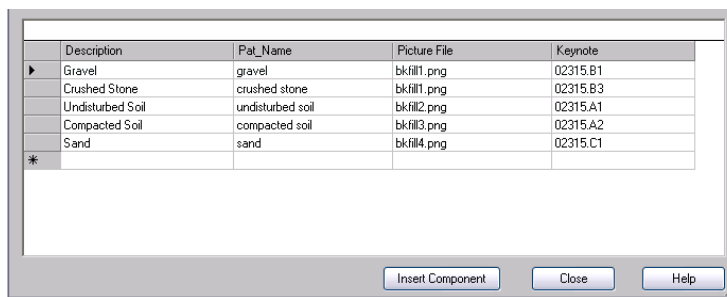 Description Pat_Name Picture File Keynote
Gravel gravel bkfill1.png 02315.B1
Crushed Stone crushed stone bkfill1.png 02315.B3
Undisturbed Soil undisturbed soil bkfill2.png 02315.A1
Compacted Soil compacted soil bkfill3.png 02315.A2
Sand sand bkfill4.png 02315.C1
Insert Component Close Help